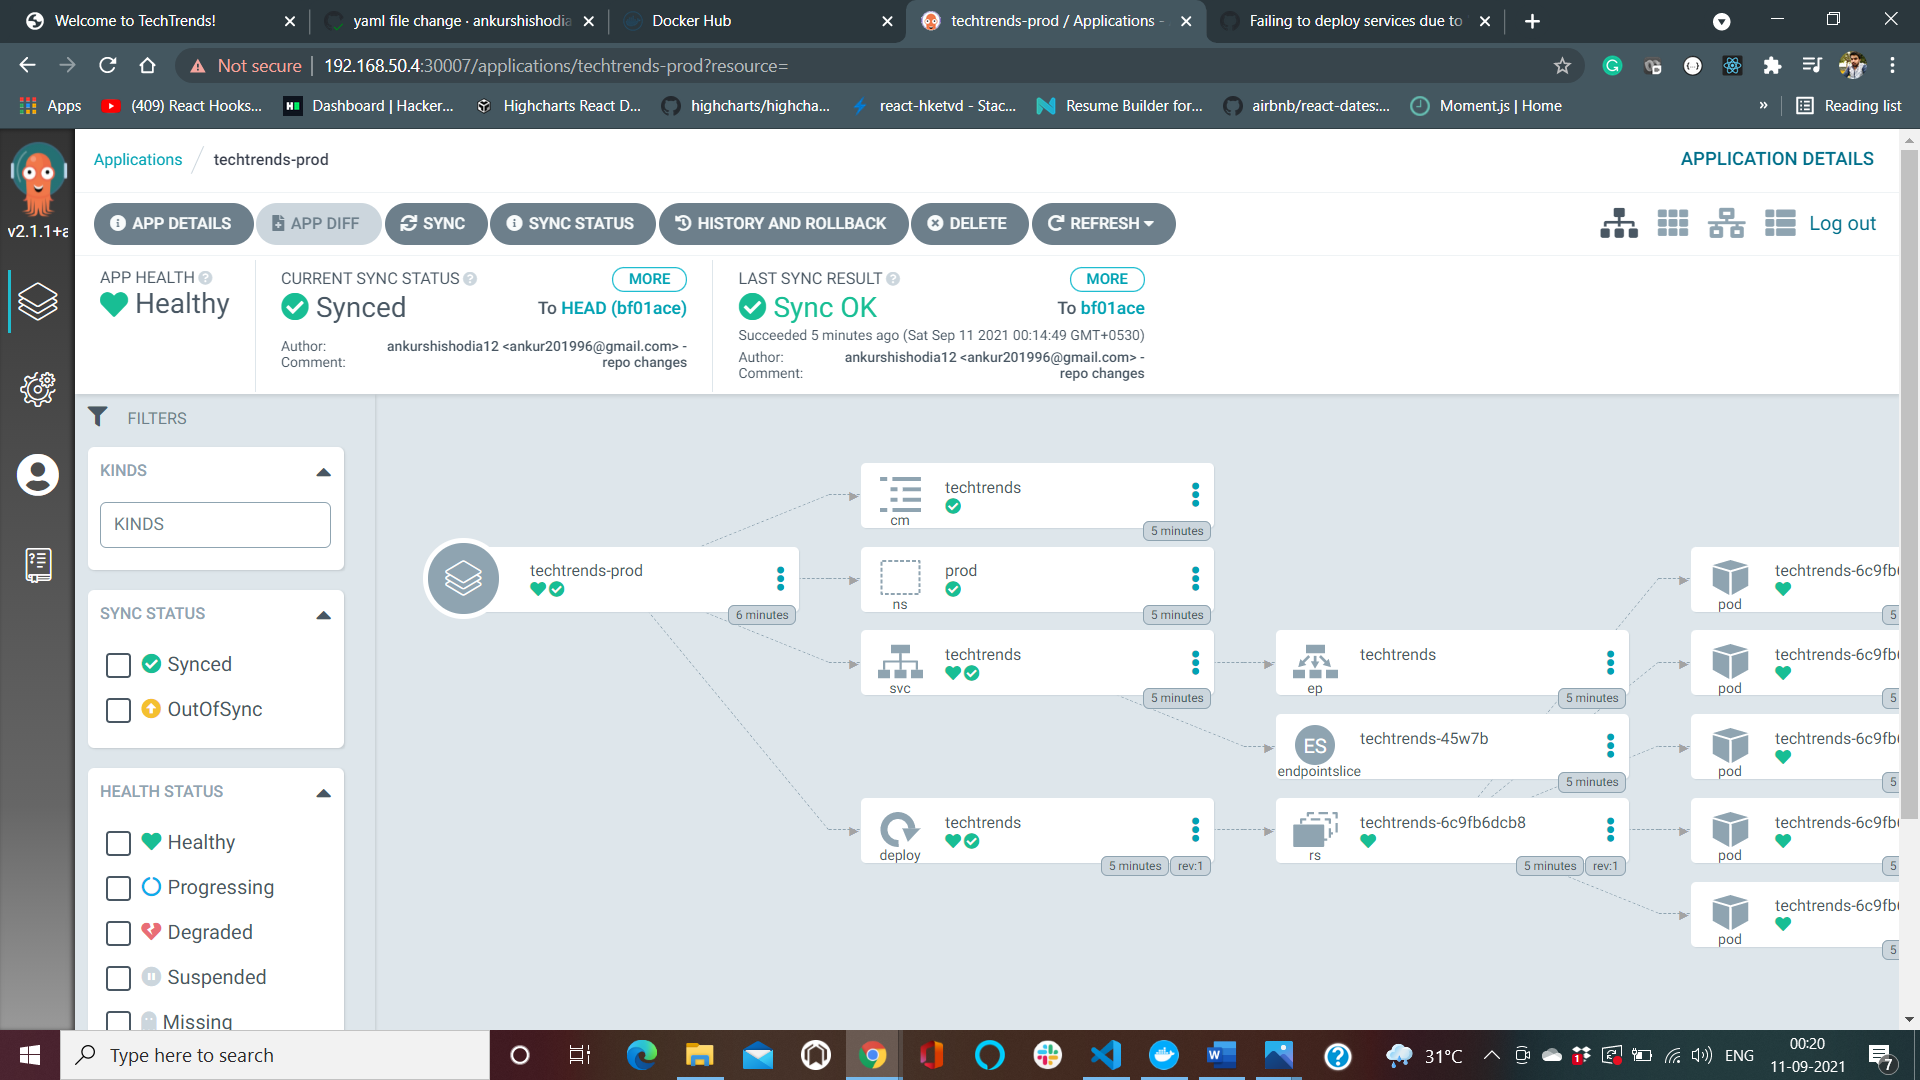 Welcome to TechTrends!
yaml file change · ankurshishodia
Docker Hub
techtrends-prod / Applications -
Failing to deploy services due to
Not secure
192.168.50.4:30007/applications/techtrends-prod?resource=
Apps
(409) React Hooks...
Dashboard | Hacker...
Highcharts React D...
highcharts/highcha...
react-hketvd - Stac...
Resume Builder for...
airbnb/react-dates:...
Moment.js | Home
»
Reading list
v2.1.1+a
Applications / techtrends-prod
APPLICATION DETAILS
APP DETAILS
APP DIFF
SYNC
SYNC STATUS
HISTORY AND ROLLBACK
DELETE
REFRESH
Log out
APP HEALTH
Healthy
CURRENT SYNC STATUS
MORE
Synced
To HEAD (bf01ace)
Author: ankurshishodia12 <ankur201996@gmail.com> -
Comment: repo changes
LAST SYNC RESULT
MORE
Sync OK
To bf01ace
Succeeded 5 minutes ago (Sat Sep 11 2021 00:14:49 GMT+0530)
Author: ankurshishodia12 <ankur201996@gmail.com> -
Comment: repo changes
FILTERS
KINDS
KINDS
SYNC STATUS
Synced
OutOfSync
HEALTH STATUS
Healthy
Progressing
Degraded
Suspended
Missing
techtrends-prod
6 minutes
cm
techtrends
5 minutes
ns
prod
5 minutes
svc
techtrends
5 minutes
deploy
techtrends
5 minutes
rev:1
ep
techtrends
5 minutes
ES
endpointslice
techtrends-45w7b
5 minutes
rs
techtrends-6c9fb6dcb8
5 minutes
rev:1
pod
techtrends-6c9fb
5
pod
techtrends-6c9fb
5
pod
techtrends-6c9fb
5
pod
techtrends-6c9fb
5
pod
techtrends-6c9fb
5
Type here to search
31°C
ENG
00:20
11-09-2021
7